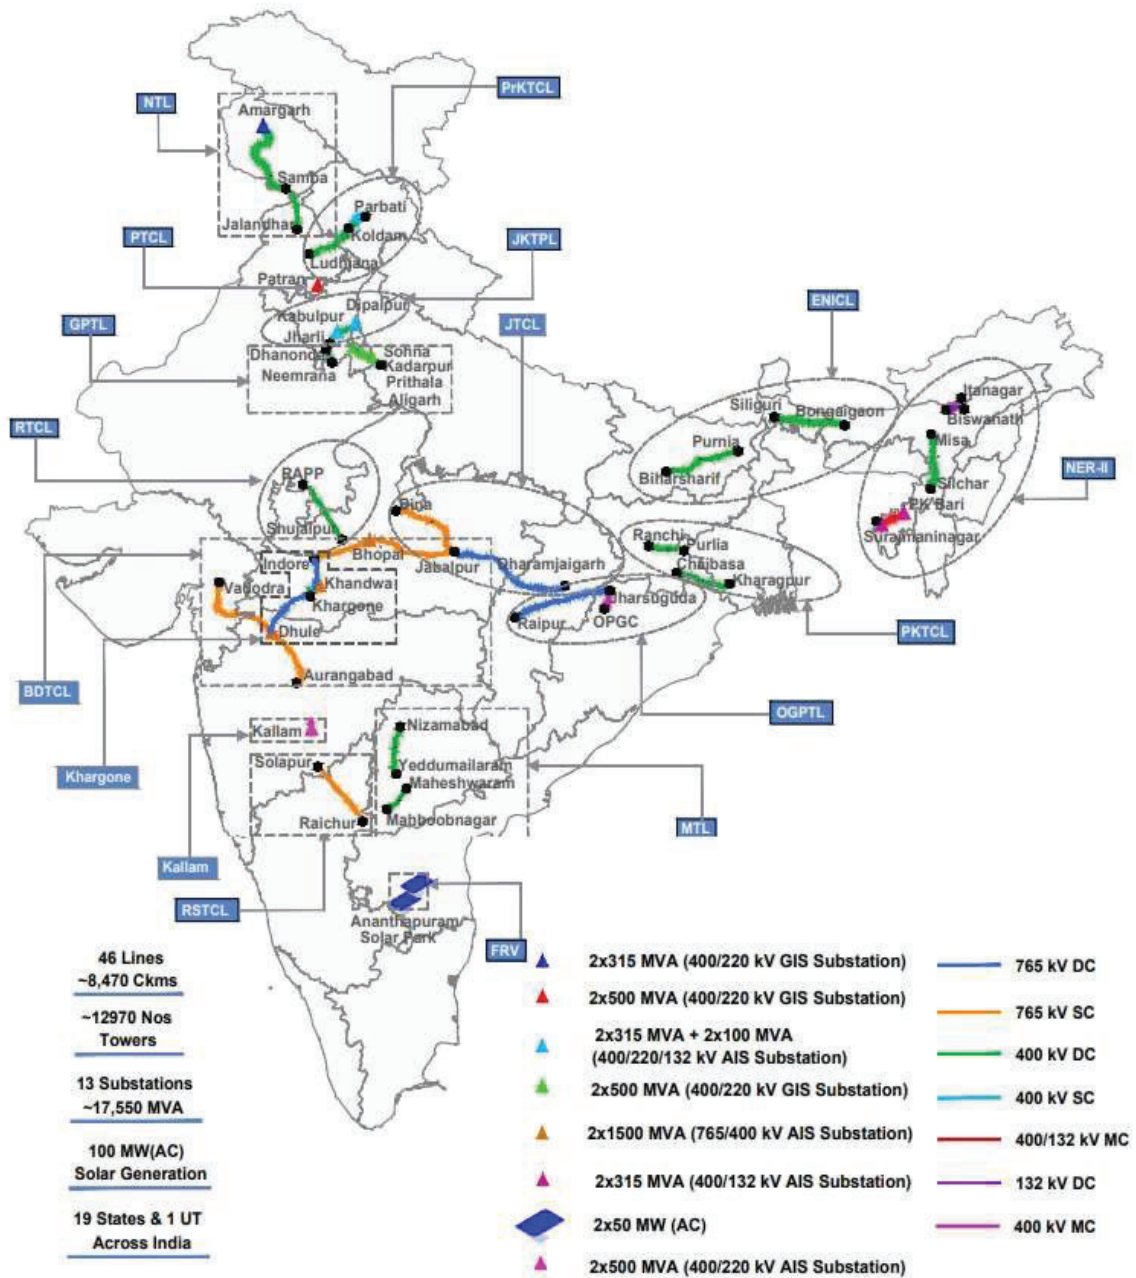 PrKTCL
NTL
Amargarh
Samba
Parbati
Jalandhar
Koldam
PTCL
JKTPL
Ludhiana
Patran
Dipalpur
ENICL
Kabulpur
GPTL
JTCL
Jharli
Dhanonda
Sohna
Neemrana
Kadarpur
Prithala
Aligarh
Itanagar
Siliguri
Bongaigaon
Biswanath
RTCL
Purnia
Misa
RAPP
Biharsharif
NER-II
Silchar
Bina
PK Bari
Shujalpur
Ranchi
Surajmaninagar
Purlia
BDTCL
Indore
Bhopal
Jabalpur
Dharamjaigarh
Chaibasa
Vadodra
Khandwa
Kharagpur
Khargone
Jharsuguda
OPGC
Raipur
PKTCL
Dhule
Aurangabad
OGPTL
Kallam
Nizamabad
Solapur
Yeddumailaram
Khargone
Maheshwaram
Raichur
Mahboobnagar
MTL
Kallam
RSTCL
Ananthapuram
Solar Park
FRV
46 Lines
~8,470 Ckms
~12970 Nos
Towers
13 Substations
~17,550 MVA
100 MW(AC)
Solar Generation
19 States & 1 UT
Across India
2x315 MVA (400/220 kV GIS Substation)
2x500 MVA (400/220 kV GIS Substation)
2x315 MVA + 2x100 MVA
(400/220/132 kV AIS Substation)
2x500 MVA (400/220 kV GIS Substation)
2x1500 MVA (765/400 kV AIS Substation)
2x315 MVA (400/132 kV AIS Substation)
2x50 MW (AC)
2x500 MVA (400/220 kV AIS Substation)
765 kV DC
765 kV SC
400 kV DC
400 kV SC
400/132 kV MC
132 kV DC
400 kV MC